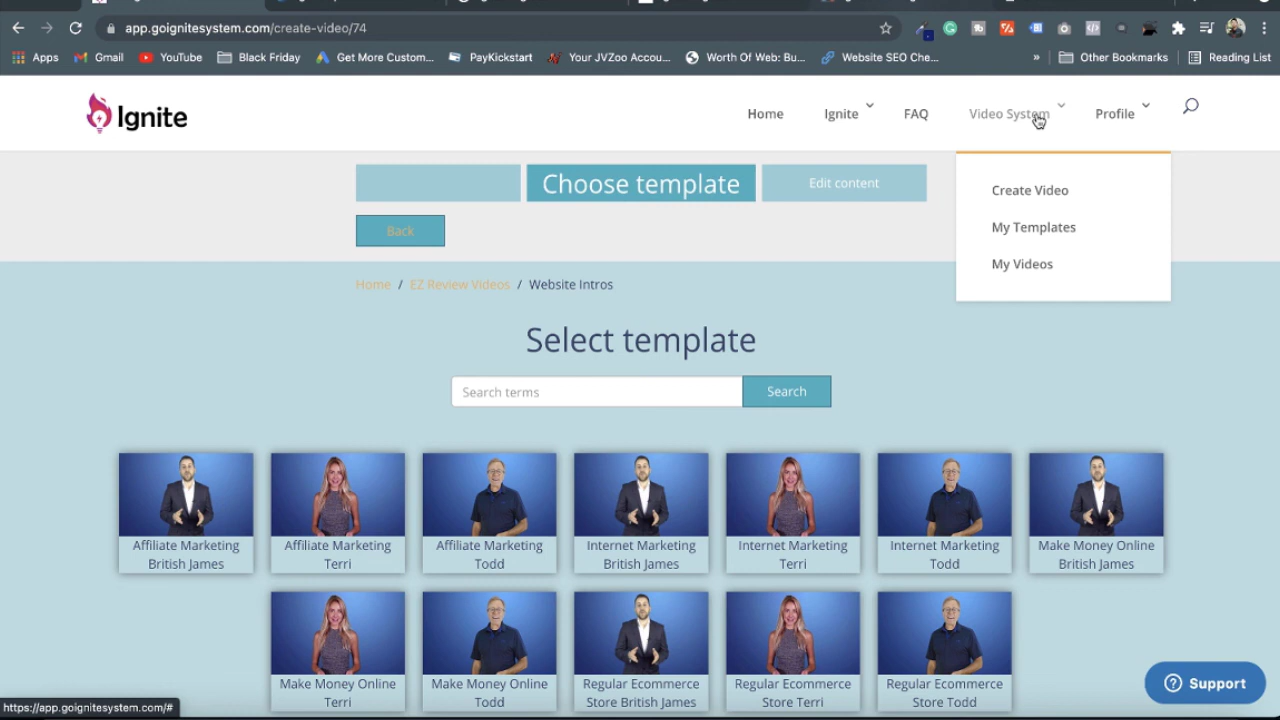 app.goignitesystem.com/create-video/74
Apps
Gmail
YouTube
Black Friday
Get More Custom...
PayKickstart
Your JVZoo Accou...
Worth Of Web: Bu...
Website SEO Che...
»
Other Bookmarks
Reading List
Ignite
Home
Ignite
FAQ
Video System
Profile
Create Video
My Templates
My Videos
Choose template
Edit content
Back
Home / EZ Review Videos / Website Intros
Select template
Search terms
Search
Affiliate Marketing
British James
Affiliate Marketing
Terri
Affiliate Marketing
Todd
Internet Marketing
British James
Internet Marketing
Terri
Internet Marketing
Todd
Make Money Online
British James
Make Money Online
Terri
Make Money Online
Todd
Regular Ecommerce
Store British James
Regular Ecommerce
Store Terri
Regular Ecommerce
Store Todd
Support
https://app.goignitesystem.com/#